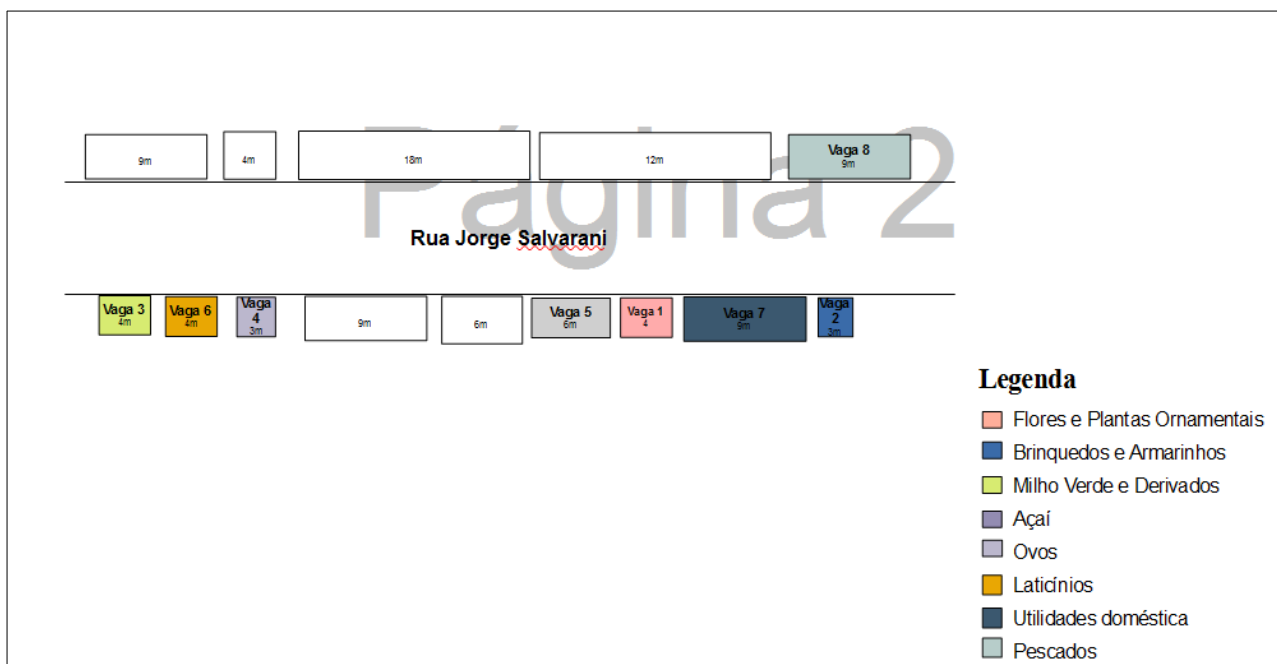 Página 2
9m
4m
18m
12m
Vaga 8
9m
Rua Jorge Salvarani
Vaga 3
4m
Vaga 6
4m
Vaga
4
3m
9m
6m
Vaga 5
6m
Vaga 1
4
Vaga 7
9m
Vaga
2
3m
Legenda
Flores e Plantas Ornamentais
Brinquedos e Armarinhos
Milho Verde e Derivados
Açaí
Ovos
Laticínios
Utilidades doméstica
Pescados